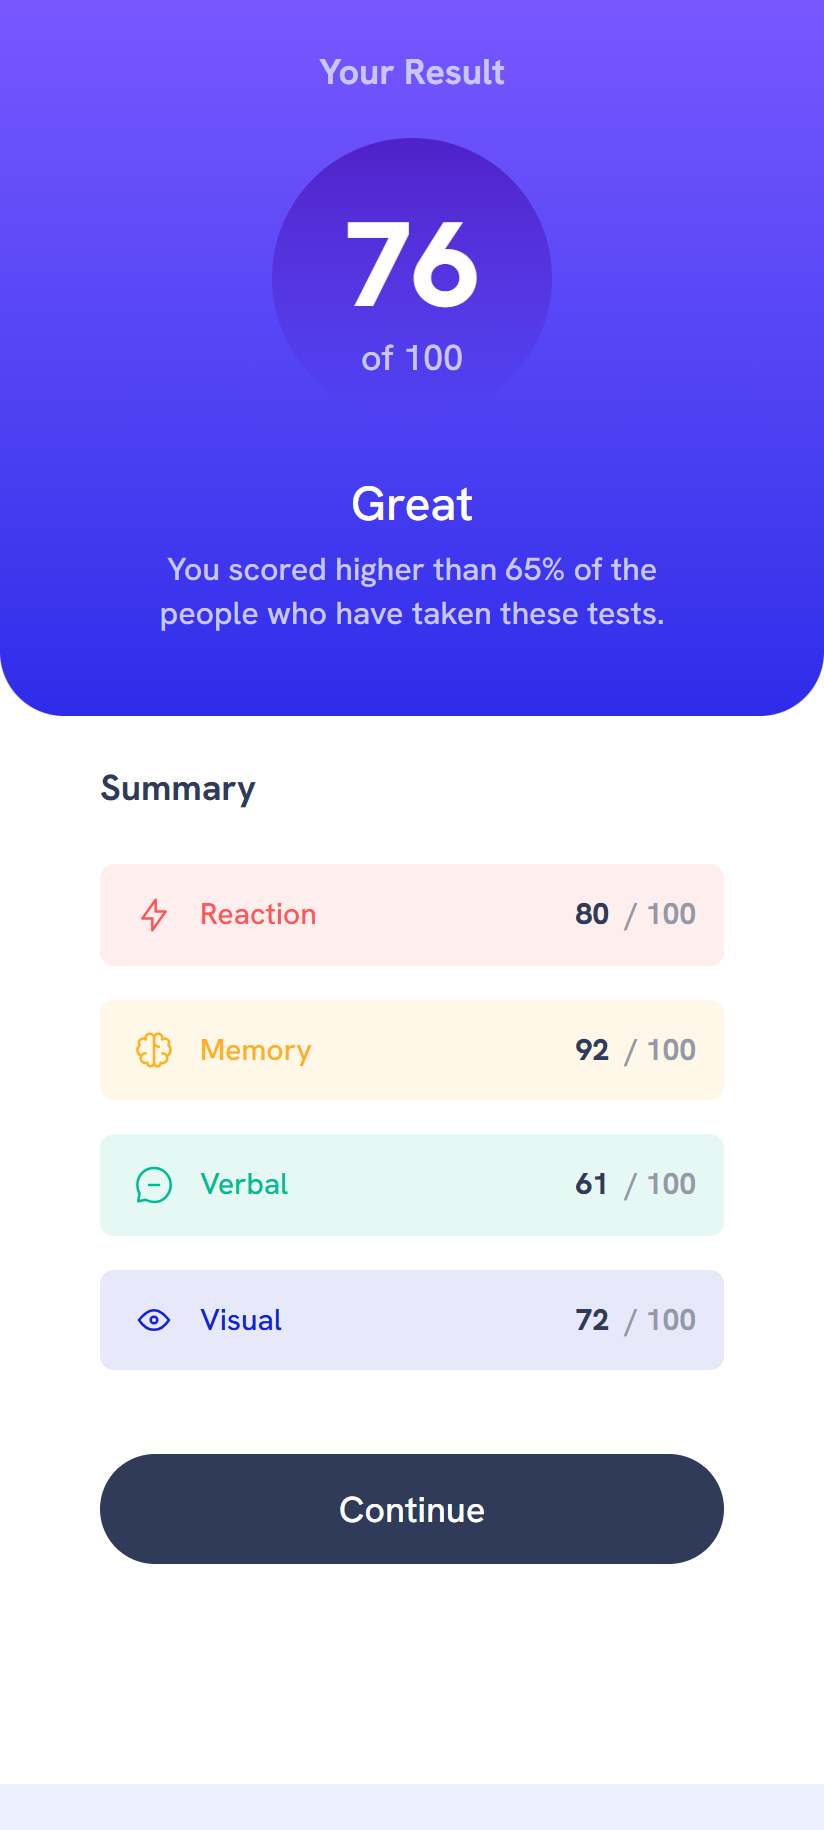 Your Result
76
of 100
Great
You scored higher than 65% of the
people who have taken these tests.
Summary
Reaction 80 / 100
Memory 92 / 100
Verbal 61 / 100
Visual 72 / 100
Continue